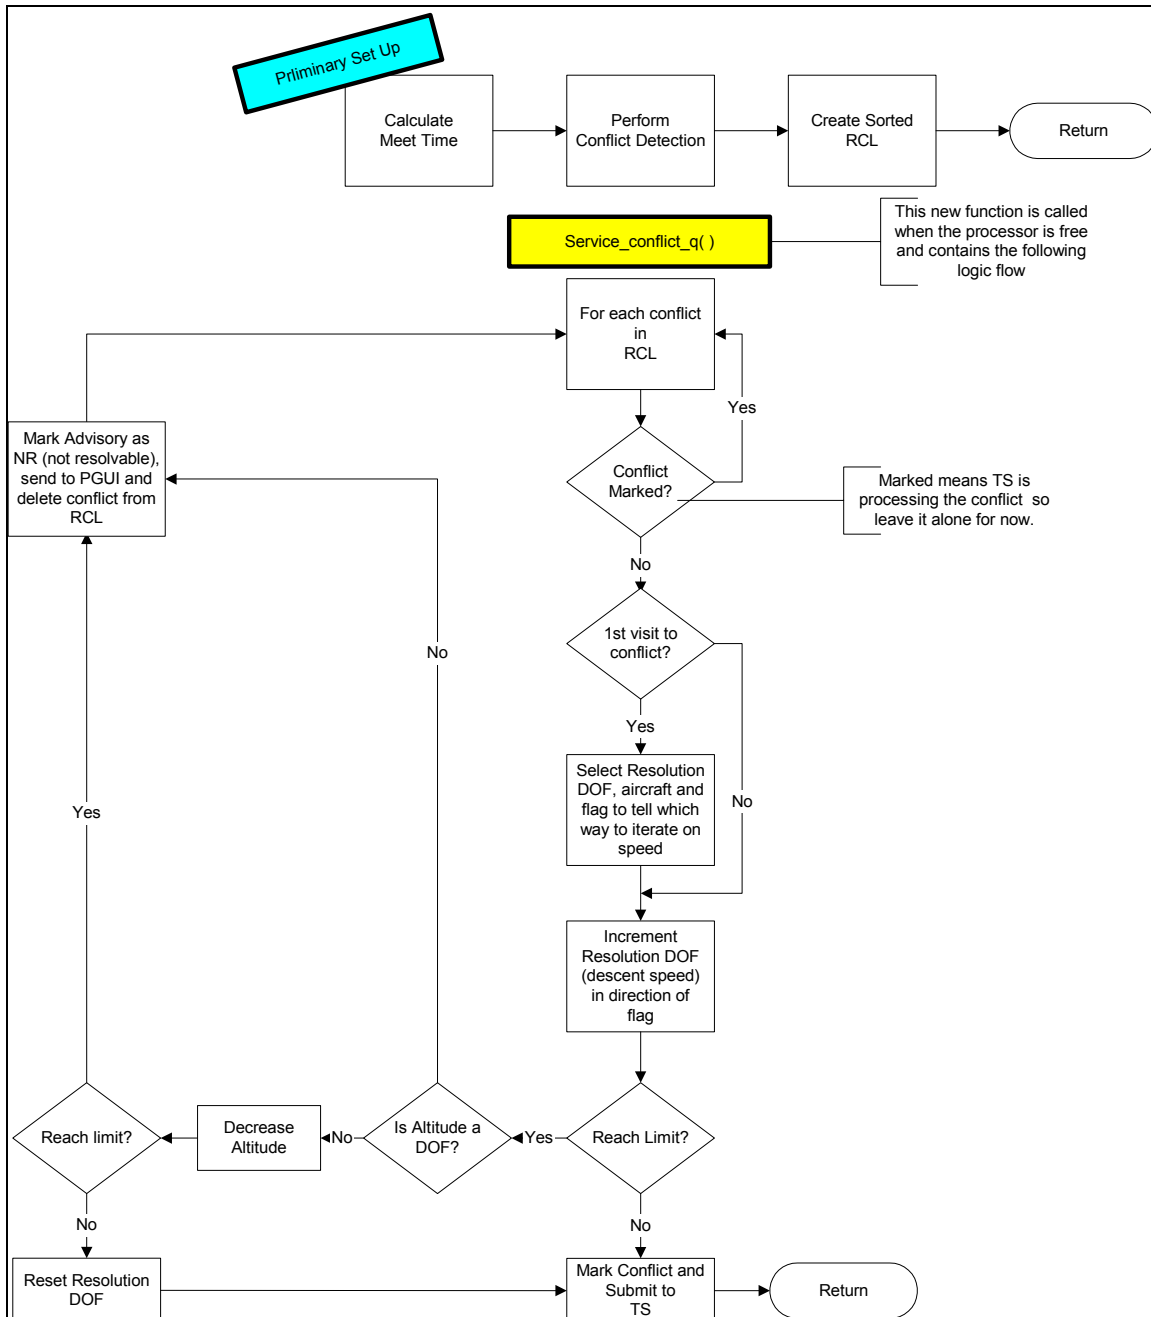 Prliminary Set Up
Calculate
Meet Time
Perform
Conflict Detection
Create Sorted
RCL
Return
Service_conflict_q( )
This new function is called
when the processor is free
and contains the following
logic flow
For each conflict
in
RCL
Yes
Mark Advisory as
NR (not resolvable),
send to PGUI and
delete conflict from
RCL
Conflict
Marked?
Marked means TS is
processing the conflict  so
leave it alone for now.
No
1st visit to
conflict?
No
Yes
Select Resolution
DOF, aircraft and
flag to tell which
way to iterate on
speed
No
Yes
Increment
Resolution DOF
(descent speed)
in direction of
flag
Reach limit?
Decrease
Altitude
No
Is Altitude a
DOF?
Yes
Reach Limit?
No
No
Reset Resolution
DOF
Mark Conflict and
Submit to
TS
Return